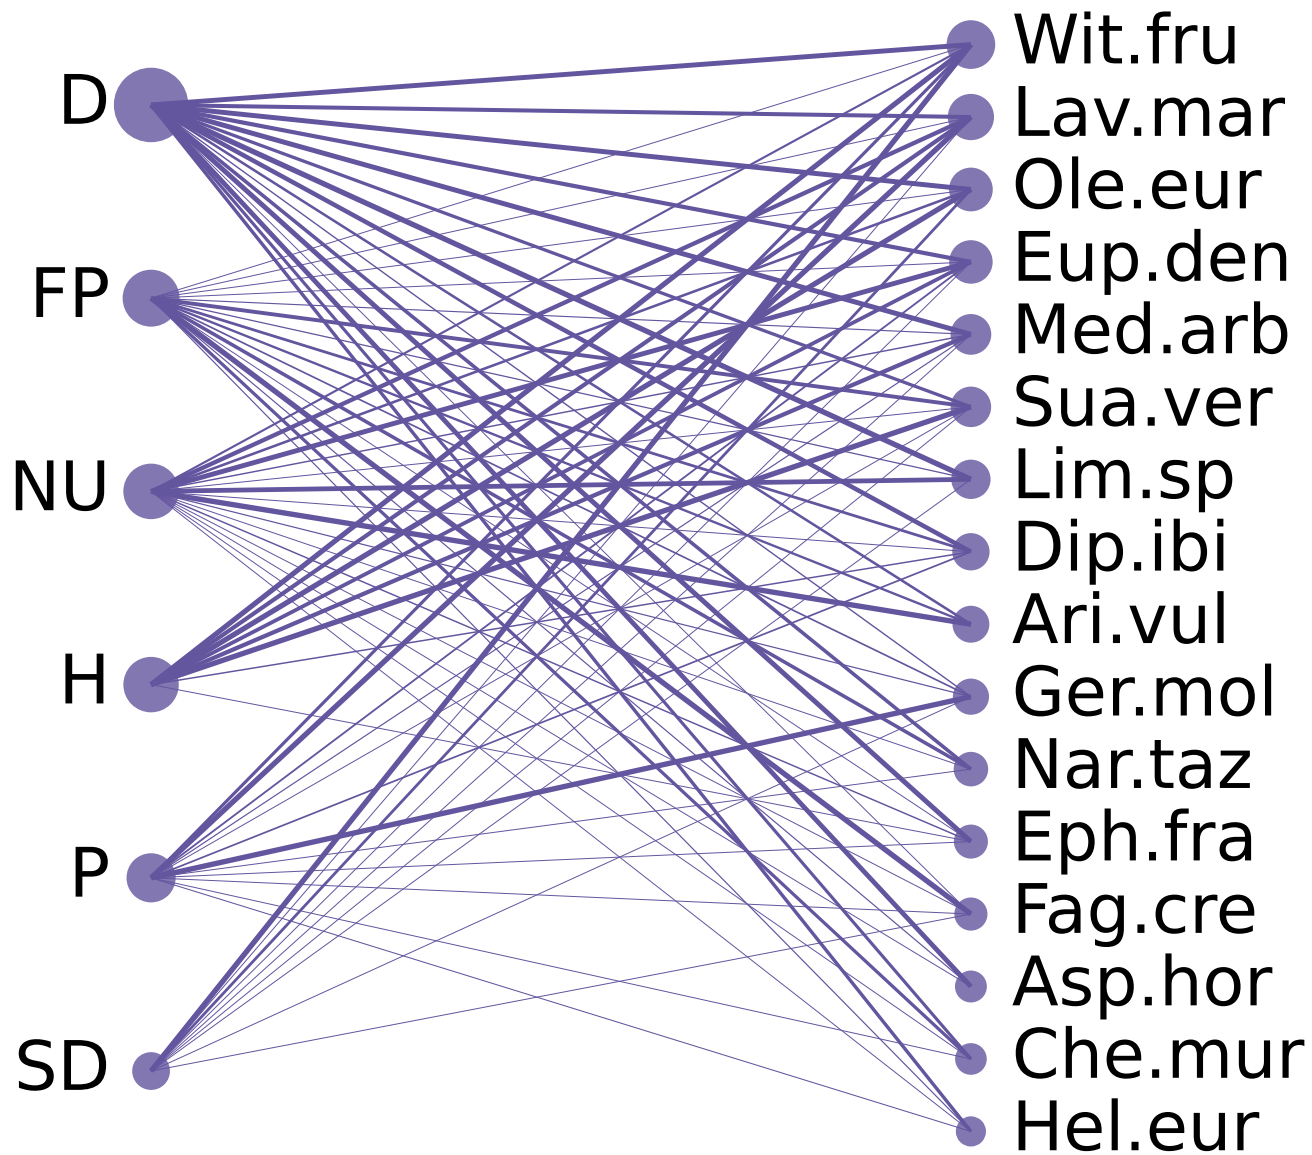 D
FP
NU
H
P
SD
Wit.fru
Lav.mar
Ole.eur
Eup.den
Med.arb
Sua.ver
Lim.sp
Dip.ibi
Ari.vul
Ger.mol
Nar.taz
Eph.fra
Fag.cre
Asp.hor
Che.mur
Hel.eur